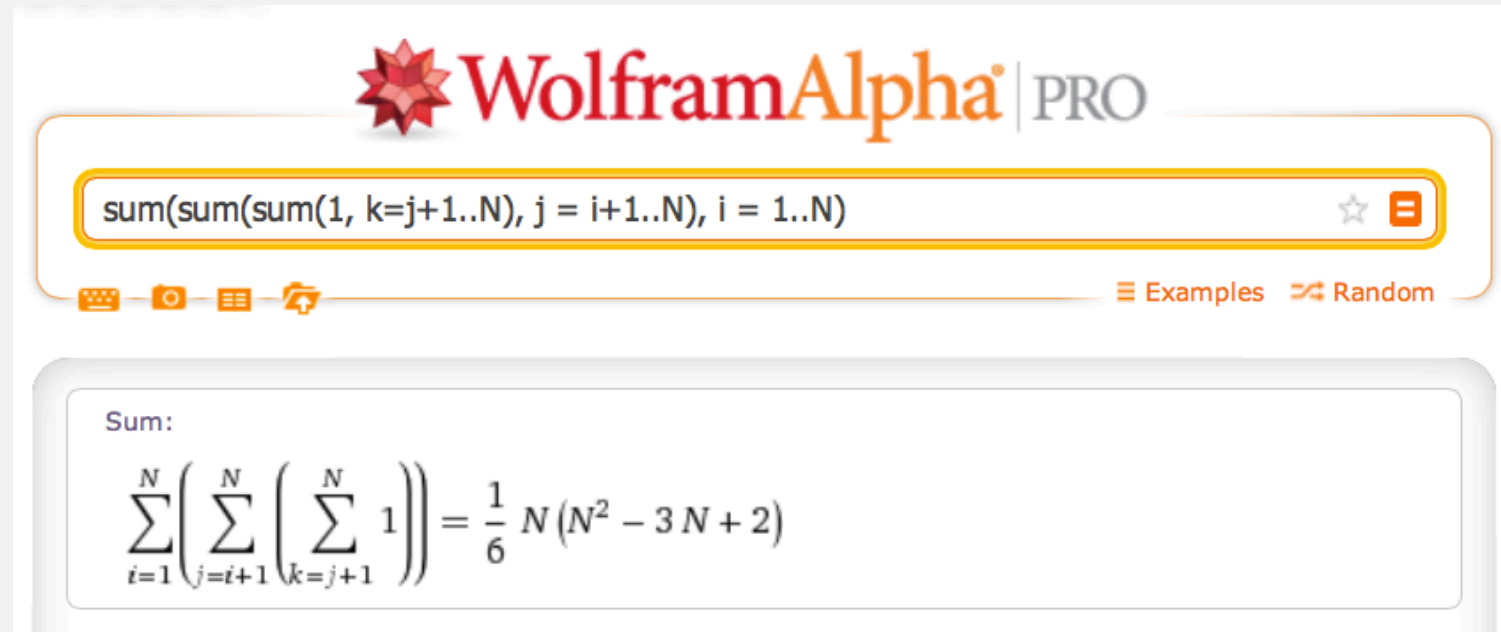 WolframAlpha® | PRO
sum(sum(sum(1, k=j+1..N), j = i+1..N), i = 1..N)
Examples Random
Sum:
∑_{i=1}^{N} (∑_{j=i+1}^{N} (∑_{k=j+1}^{N} 1)) = 1/6 N (N² − 3 N + 2)